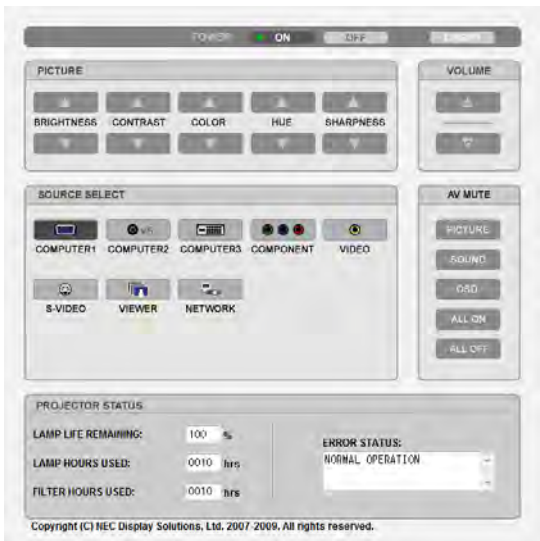 POWER ON OFF
PICTURE
VOLUME
BRIGHTNESS CONTRAST COLOR HUE SHARPNESS
SOURCE SELECT
AV MUTE
COMPUTER1 COMPUTER2 COMPUTER3 COMPONENT VIDEO
S-VIDEO VIEWER NETWORK
PICTURE
SOUND
OSD
ALL ON
ALL OFF
PROJECTOR STATUS
LAMP LIFE REMAINING: 100 %
LAMP HOURS USED: 0010 hrs
FILTER HOURS USED: 0010 hrs
ERROR STATUS:
NORMAL OPERATION
Copyright (C) NEC Display Solutions, Ltd. 2007-2009. All rights reserved.